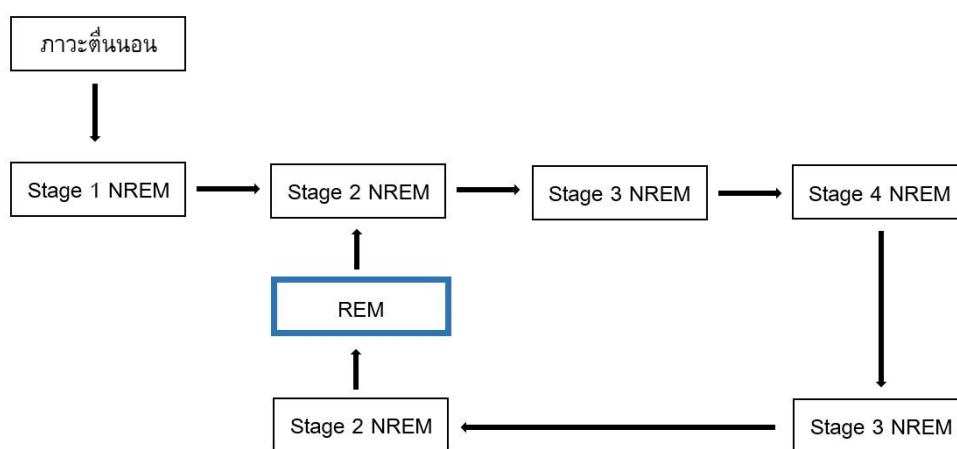 ภาวะตื่นนอน
Stage 1 NREM
Stage 2 NREM
Stage 3 NREM
Stage 4 NREM
REM
Stage 2 NREM
Stage 3 NREM